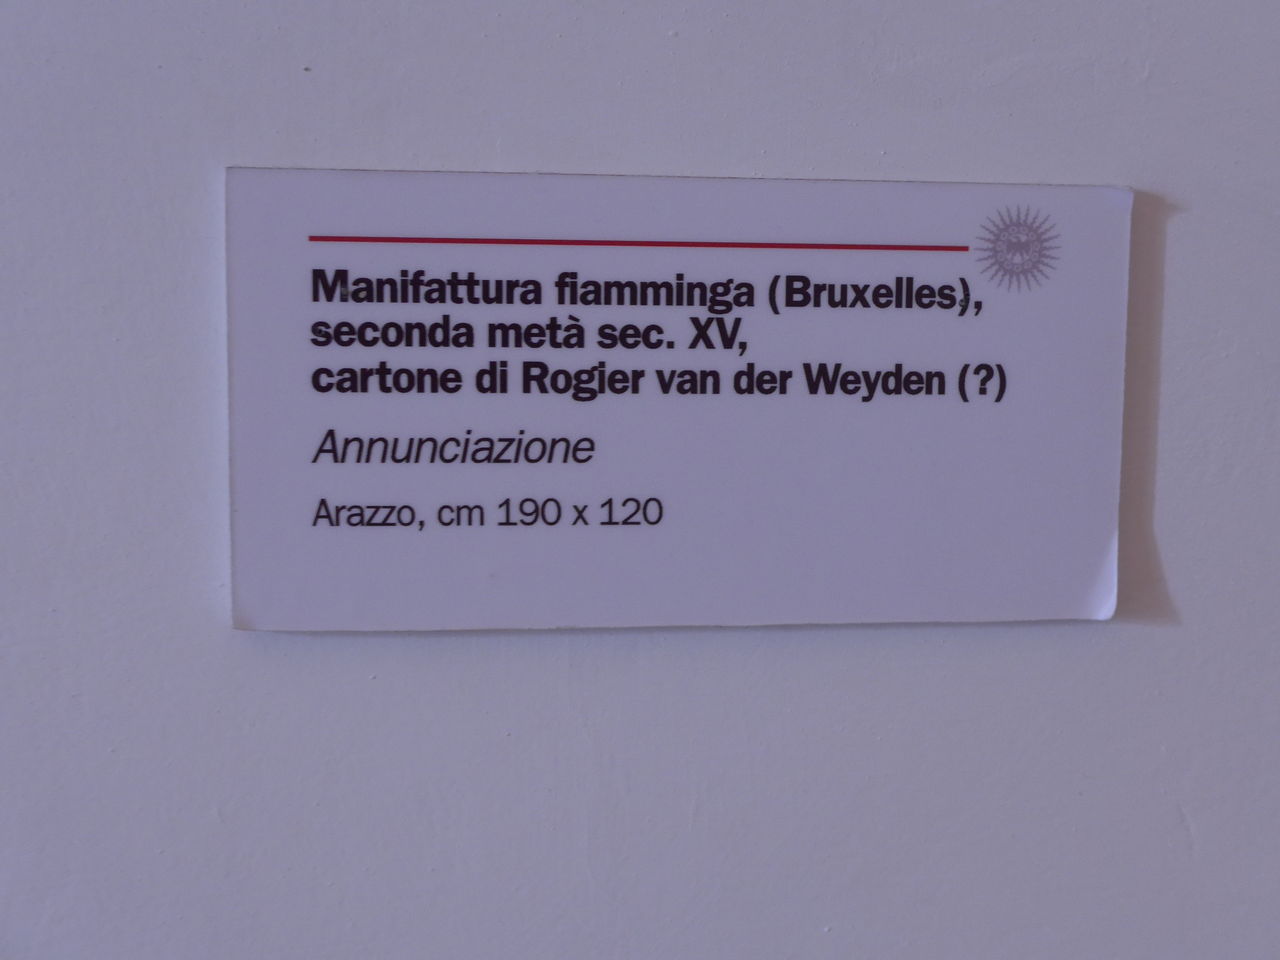 Manifattura fiamminga (Bruxelles),
seconda metà sec. XV,
cartone di Rogier van der Weyden (?)
Annunciazione
Arazzo, cm 190 x 120